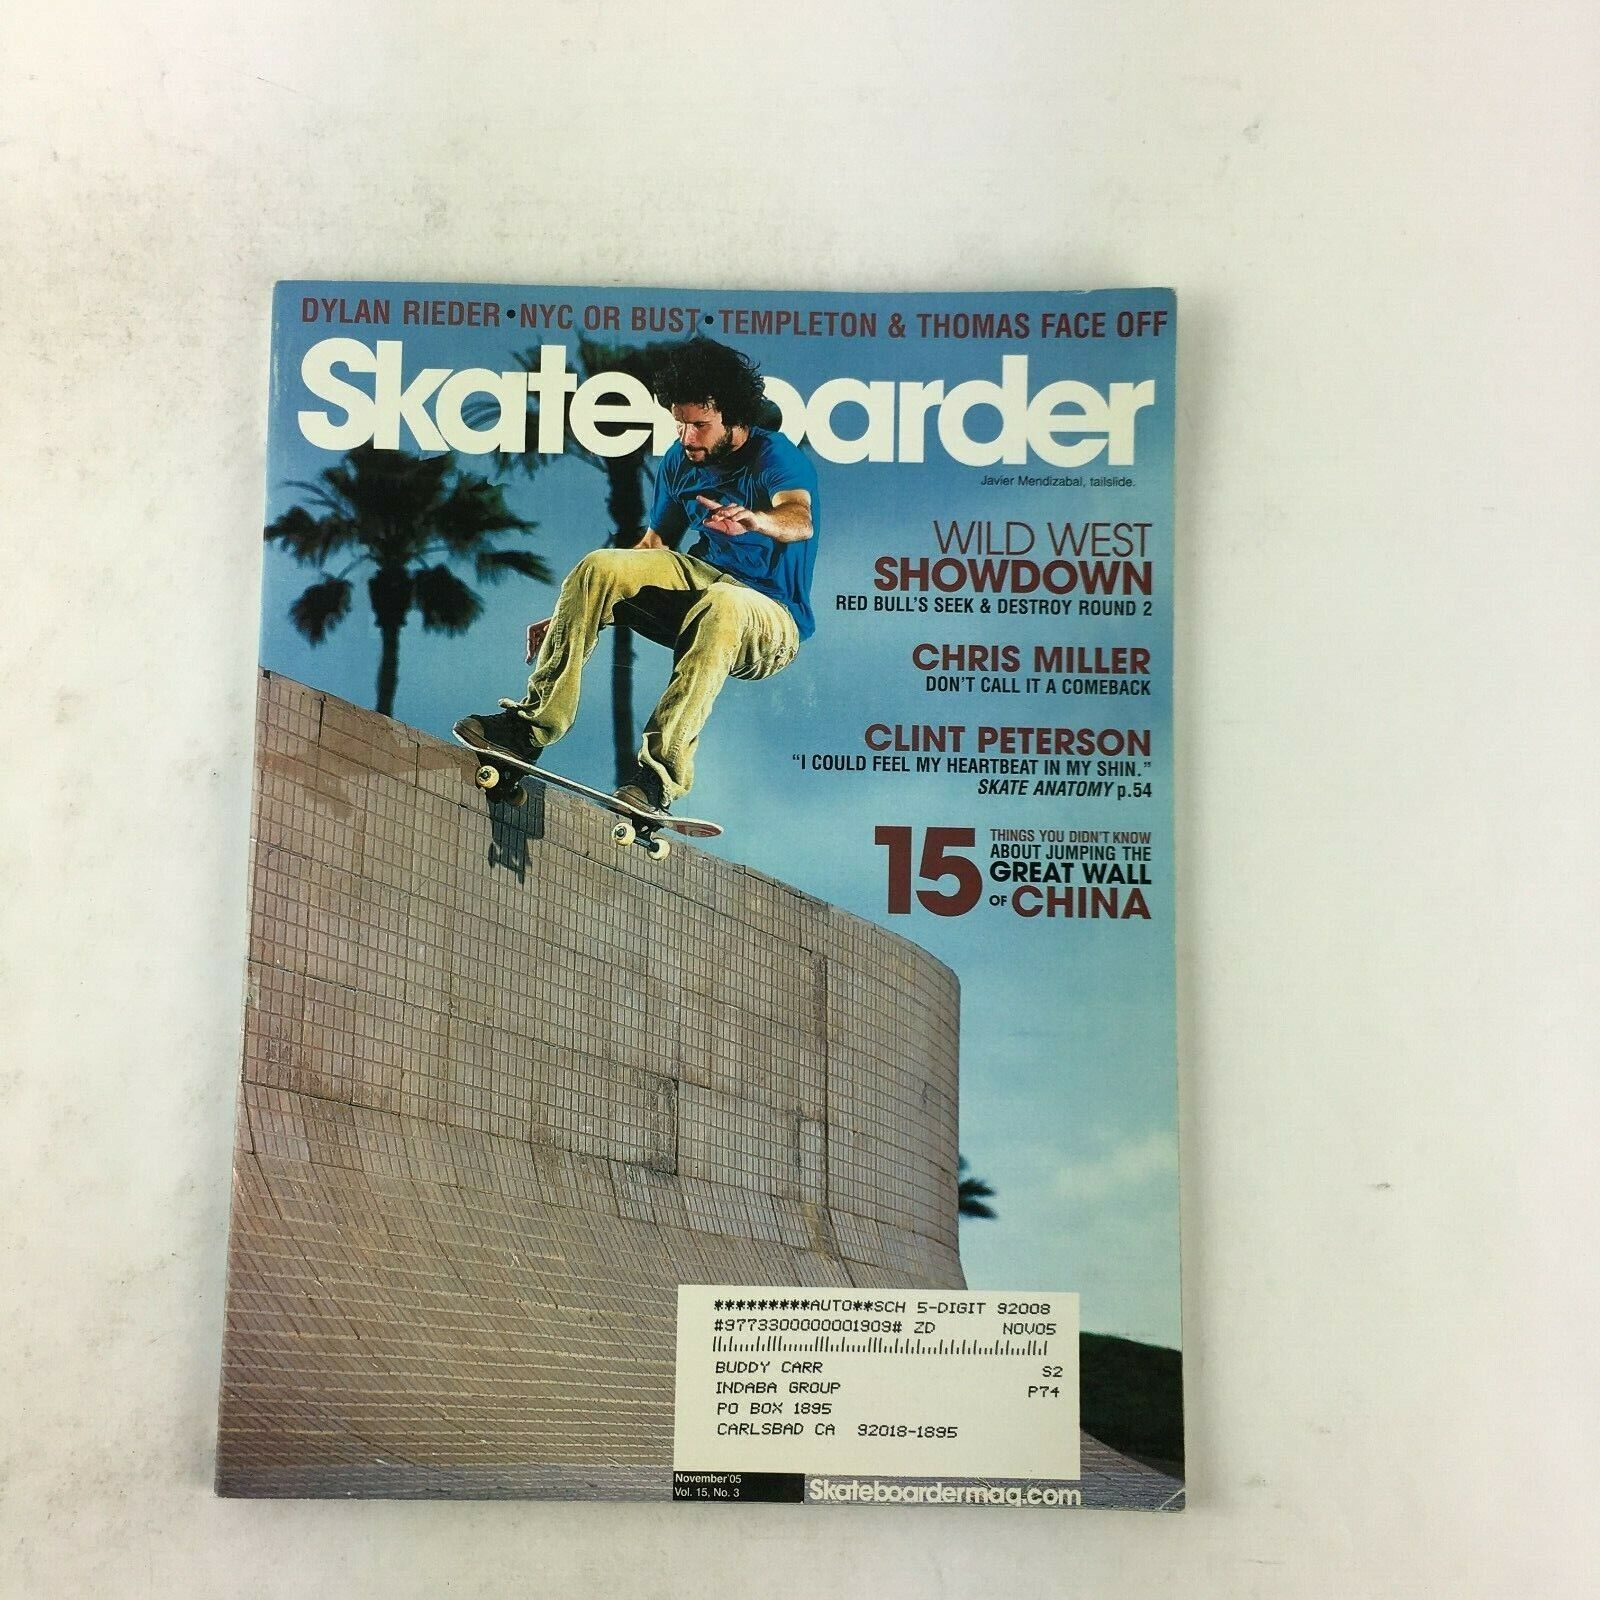 DYLAN RIEDER•NYC OR BUST•TEMPLETON & THOMAS FACE OFF
Skateboarder
Javier Mendizabal, tailslide.
WILD WEST
SHOWDOWN
RED BULL'S SEEK & DESTROY ROUND 2
CHRIS MILLER
DON'T CALL IT A COMEBACK
CLINT PETERSON
"I COULD FEEL MY HEARTBEAT IN MY SHIN."
SKATE ANATOMY p.54
15 THINGS YOU DIDN'T KNOW
ABOUT JUMPING THE
GREAT WALL
OF CHINA
*********AUTO**SCH 5-DIGIT 92008
#9773300000001909# ZD NOV05
BUDDY CARR S2
INDABA GROUP P74
PO BOX 1895
CARLSBAD CA 92018-1895
November'05
Vol. 15, No. 3
Skateboardermag.com